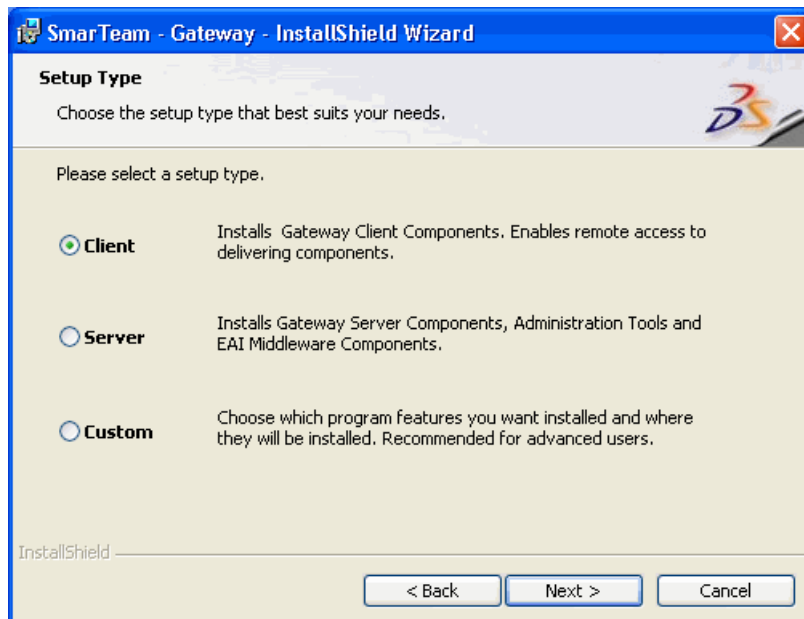 SmarTeam - Gateway - InstallShield Wizard
Setup Type
Choose the setup type that best suits your needs.
DS
Please select a setup type.
Client
Installs Gateway Client Components. Enables remote access to
delivering components.
Server
Installs Gateway Server Components, Administration Tools and
EAI Middleware Components.
Custom
Choose which program features you want installed and where
they will be installed. Recommended for advanced users.
InstallShield
< Back
Next >
Cancel